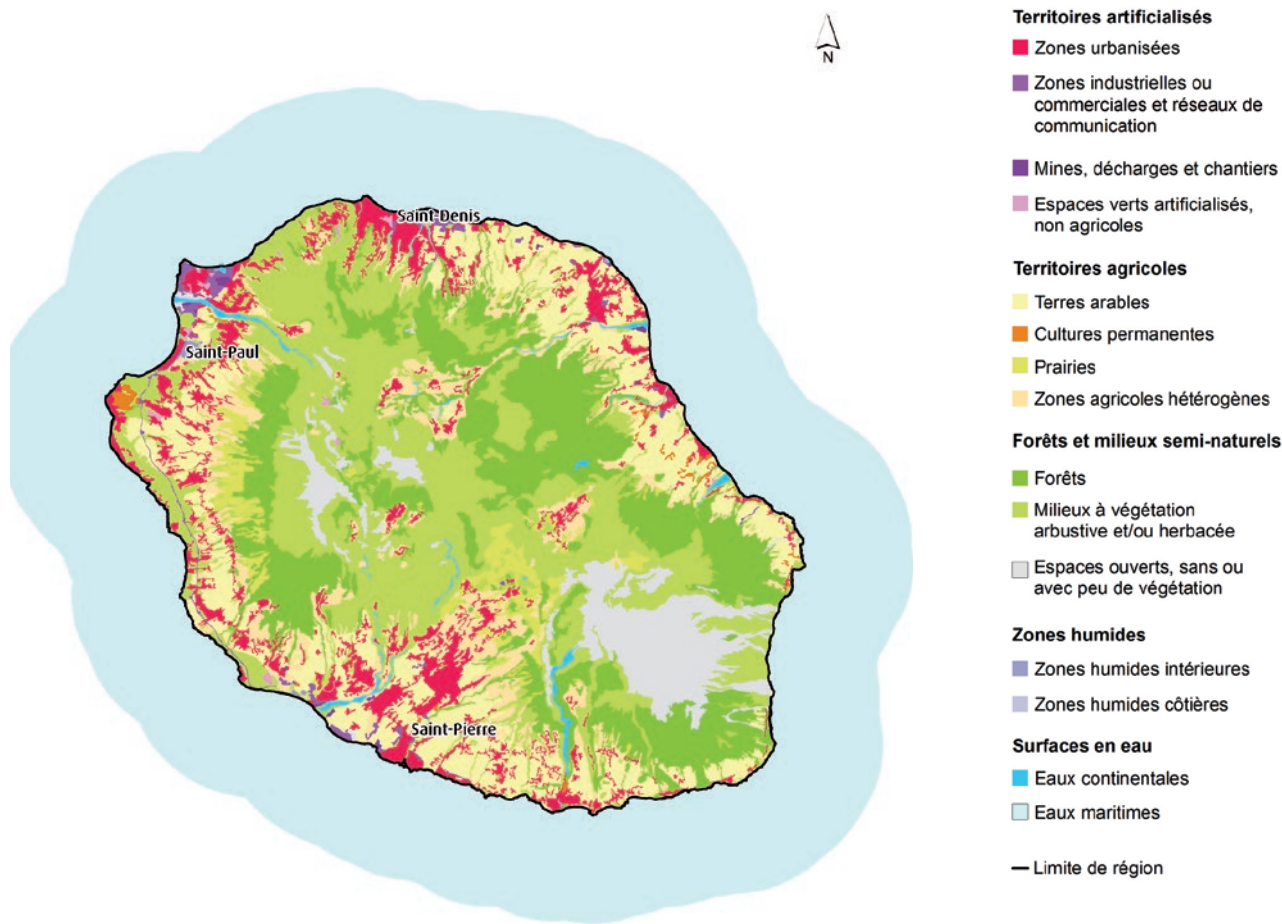 N
Saint-Denis
Saint-Paul
Saint-Pierre
Territoires artificialisés
Zones urbanisées
Zones industrielles ou
commerciales et réseaux de
communication
Mines, décharges et chantiers
Espaces verts artificialisés,
non agricoles
Territoires agricoles
Terres arables
Cultures permanentes
Prairies
Zones agricoles hétérogènes
Forêts et milieux semi-naturels
Forêts
Milieux à végétation
arbustive et/ou herbacée
Espaces ouverts, sans ou
avec peu de végétation
Zones humides
Zones humides intérieures
Zones humides côtières
Surfaces en eau
Eaux continentales
Eaux maritimes
Limite de région